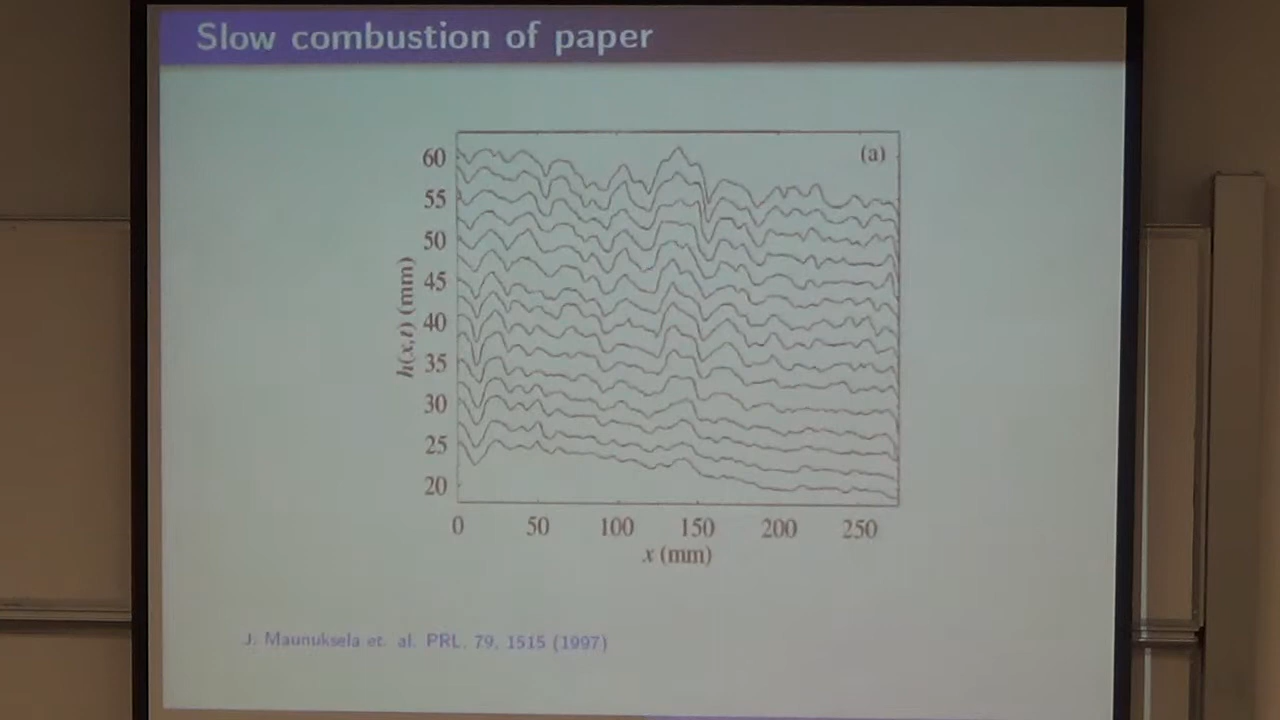 Slow combustion of paper
(a)
60
55
50
45
40
35
30
25
20
h(x,t) (mm)
0 50 100 150 200 250
x (mm)
J. Maunuksela et. al. PRL, 79, 1515 (1997)